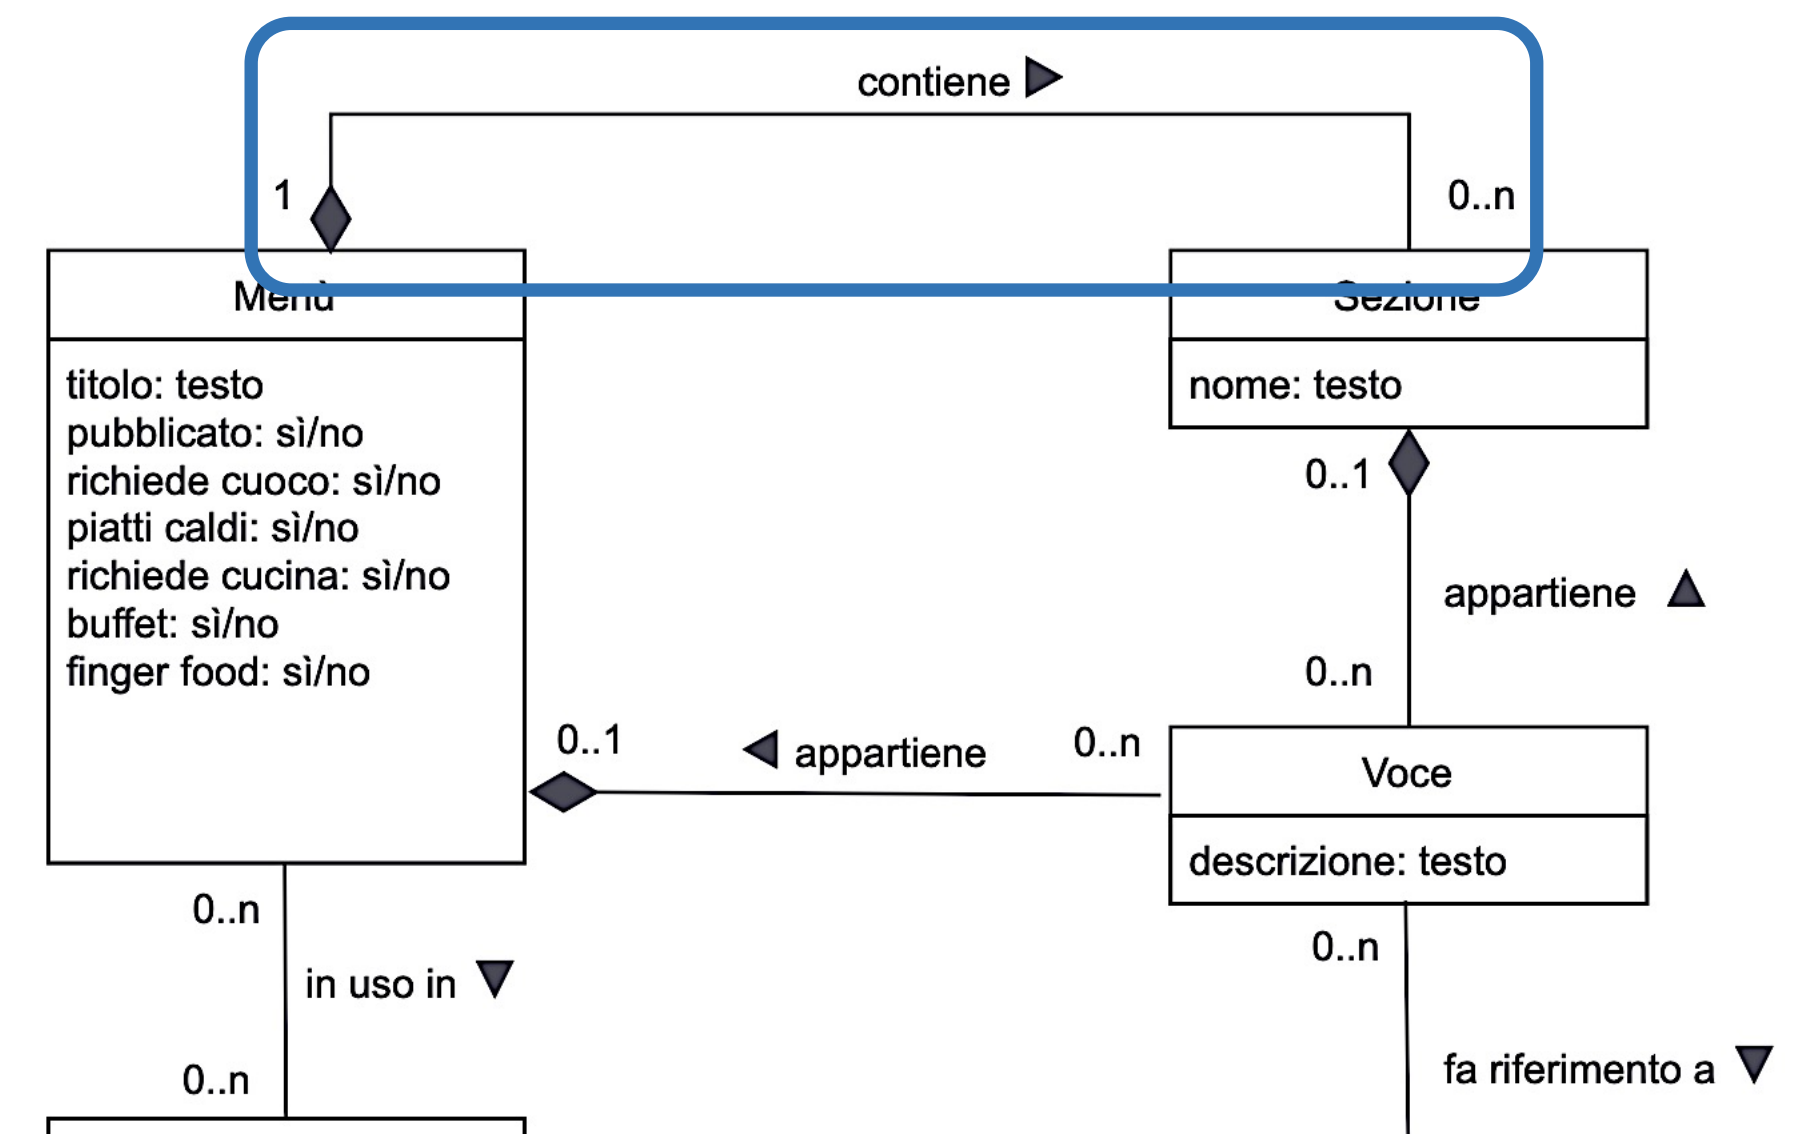 contiene
1
0..n
Menù
Sezione
titolo: testo
pubblicato: sì/no
richiede cuoco: sì/no
piatti caldi: sì/no
richiede cucina: sì/no
buffet: sì/no
finger food: sì/no
nome: testo
0..1
appartiene
0..n
0..1
appartiene
0..n
Voce
descrizione: testo
0..n
in uso in
0..n
0..n
fa riferimento a